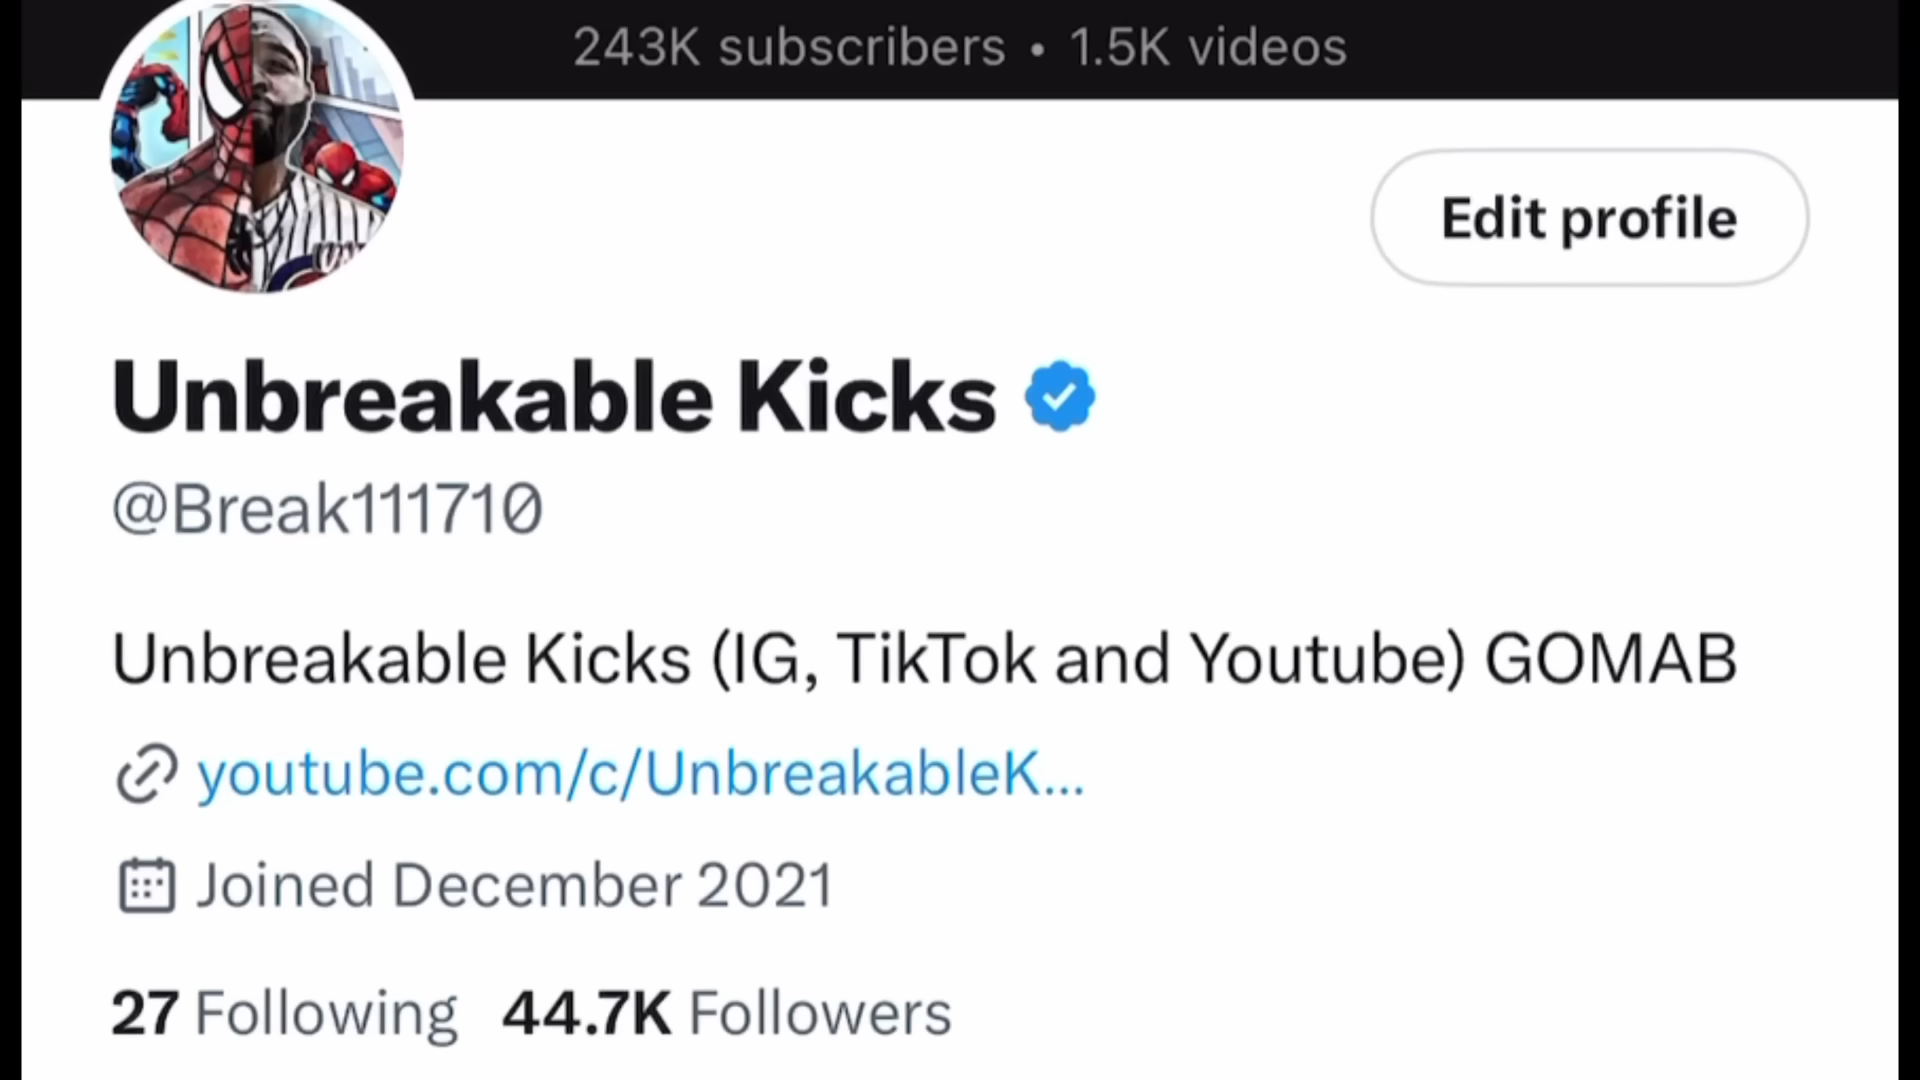 243K subscribers • 1.5K videos
Edit profile
Unbreakable Kicks
@Break111710
Unbreakable Kicks (IG, TikTok and Youtube) GOMAB
youtube.com/c/UnbreakableK...
Joined December 2021
27 Following 44.7K Followers